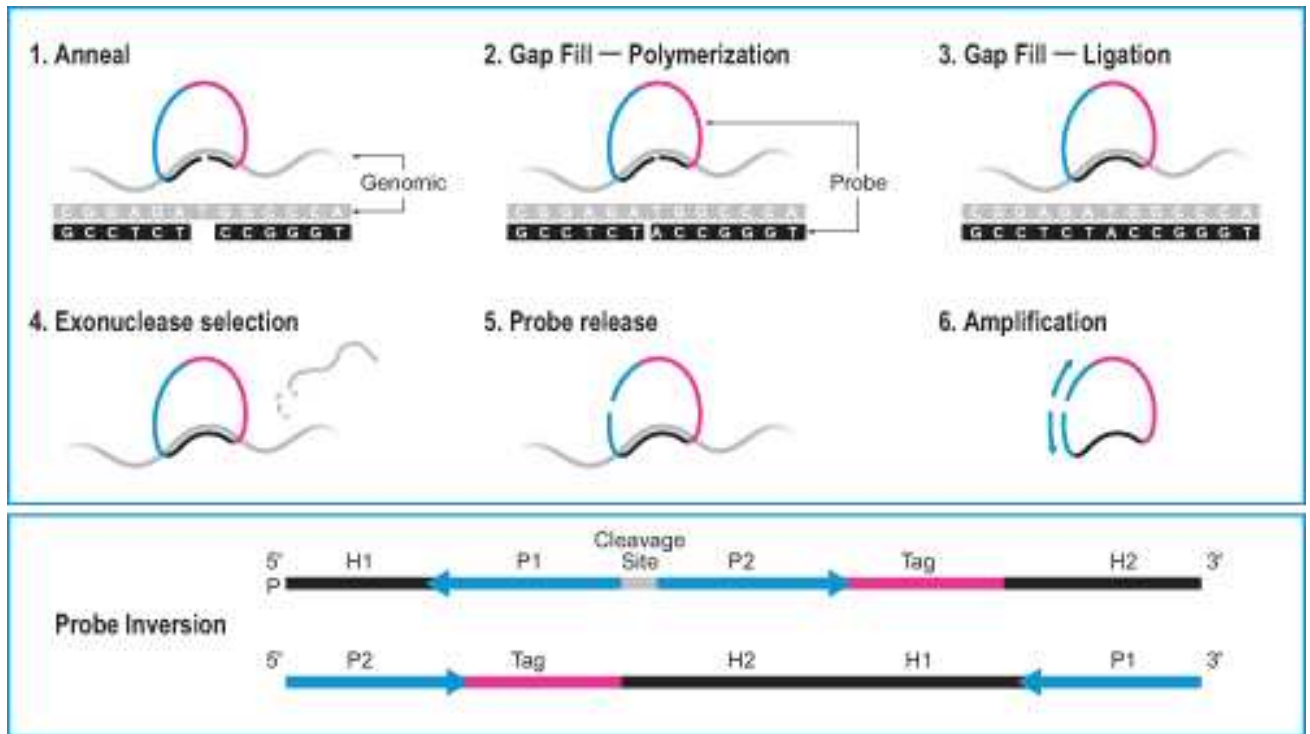 1. Anneal
2. Gap Fill — Polymerization
3. Gap Fill — Ligation
Genomic
Probe
C G G A G A T G G C C C A
G C C T C T C C G G G T
C G G A G A T G G C C C A
G C C T C T A C C G G G T
C G G A G A T G G C C C A
G C C T C T A C C G G G T
4. Exonuclease selection
5. Probe release
6. Amplification
5' H1 P1 Cleavage Site P2 Tag H2 3'
P
Probe Inversion
5' P2 Tag H2 H1 P1 3'